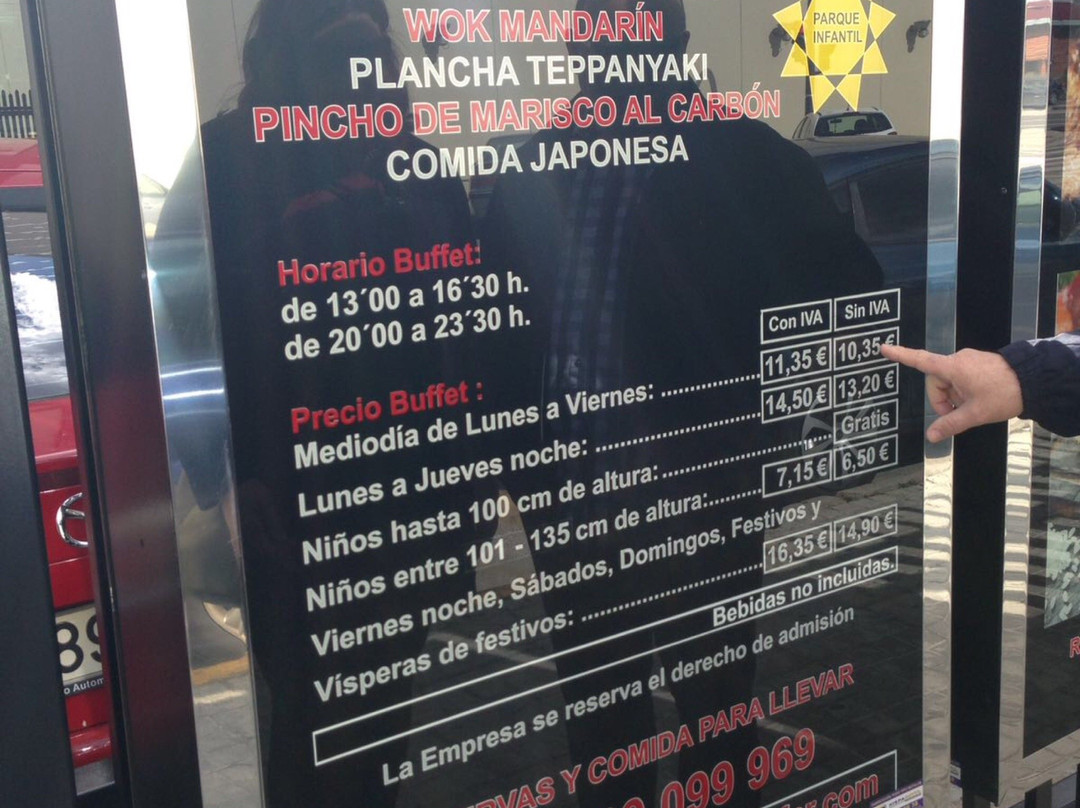 WOK MANDARÍN
PARQUE
INFANTIL
PLANCHA TEPPANYAKI
PINCHO DE MARISCO AL CARBÓN
COMIDA JAPONESA
Horario Buffet:
de 13´00 a 16´30 h.
de 20´00 a 23´30 h.
Con IVA Sin IVA
Precio Buffet :
Mediodía de Lunes a Viernes: 11,35 € 10,35 €
Lunes a Jueves noche: 14,50 € 13,20 €
Niños hasta 100 cm de altura: Gratis
Niños entre 101 - 135 cm de altura: 7,15 € 6,50 €
Viernes noche, Sábados, Domingos, Festivos y
Vísperas de festivos: 16,35 € 14,90 €
Bebidas no incluidas.
La Empresa se reserva el derecho de admisión
Y COMIDA PARA LLEVAR
099 969
.com